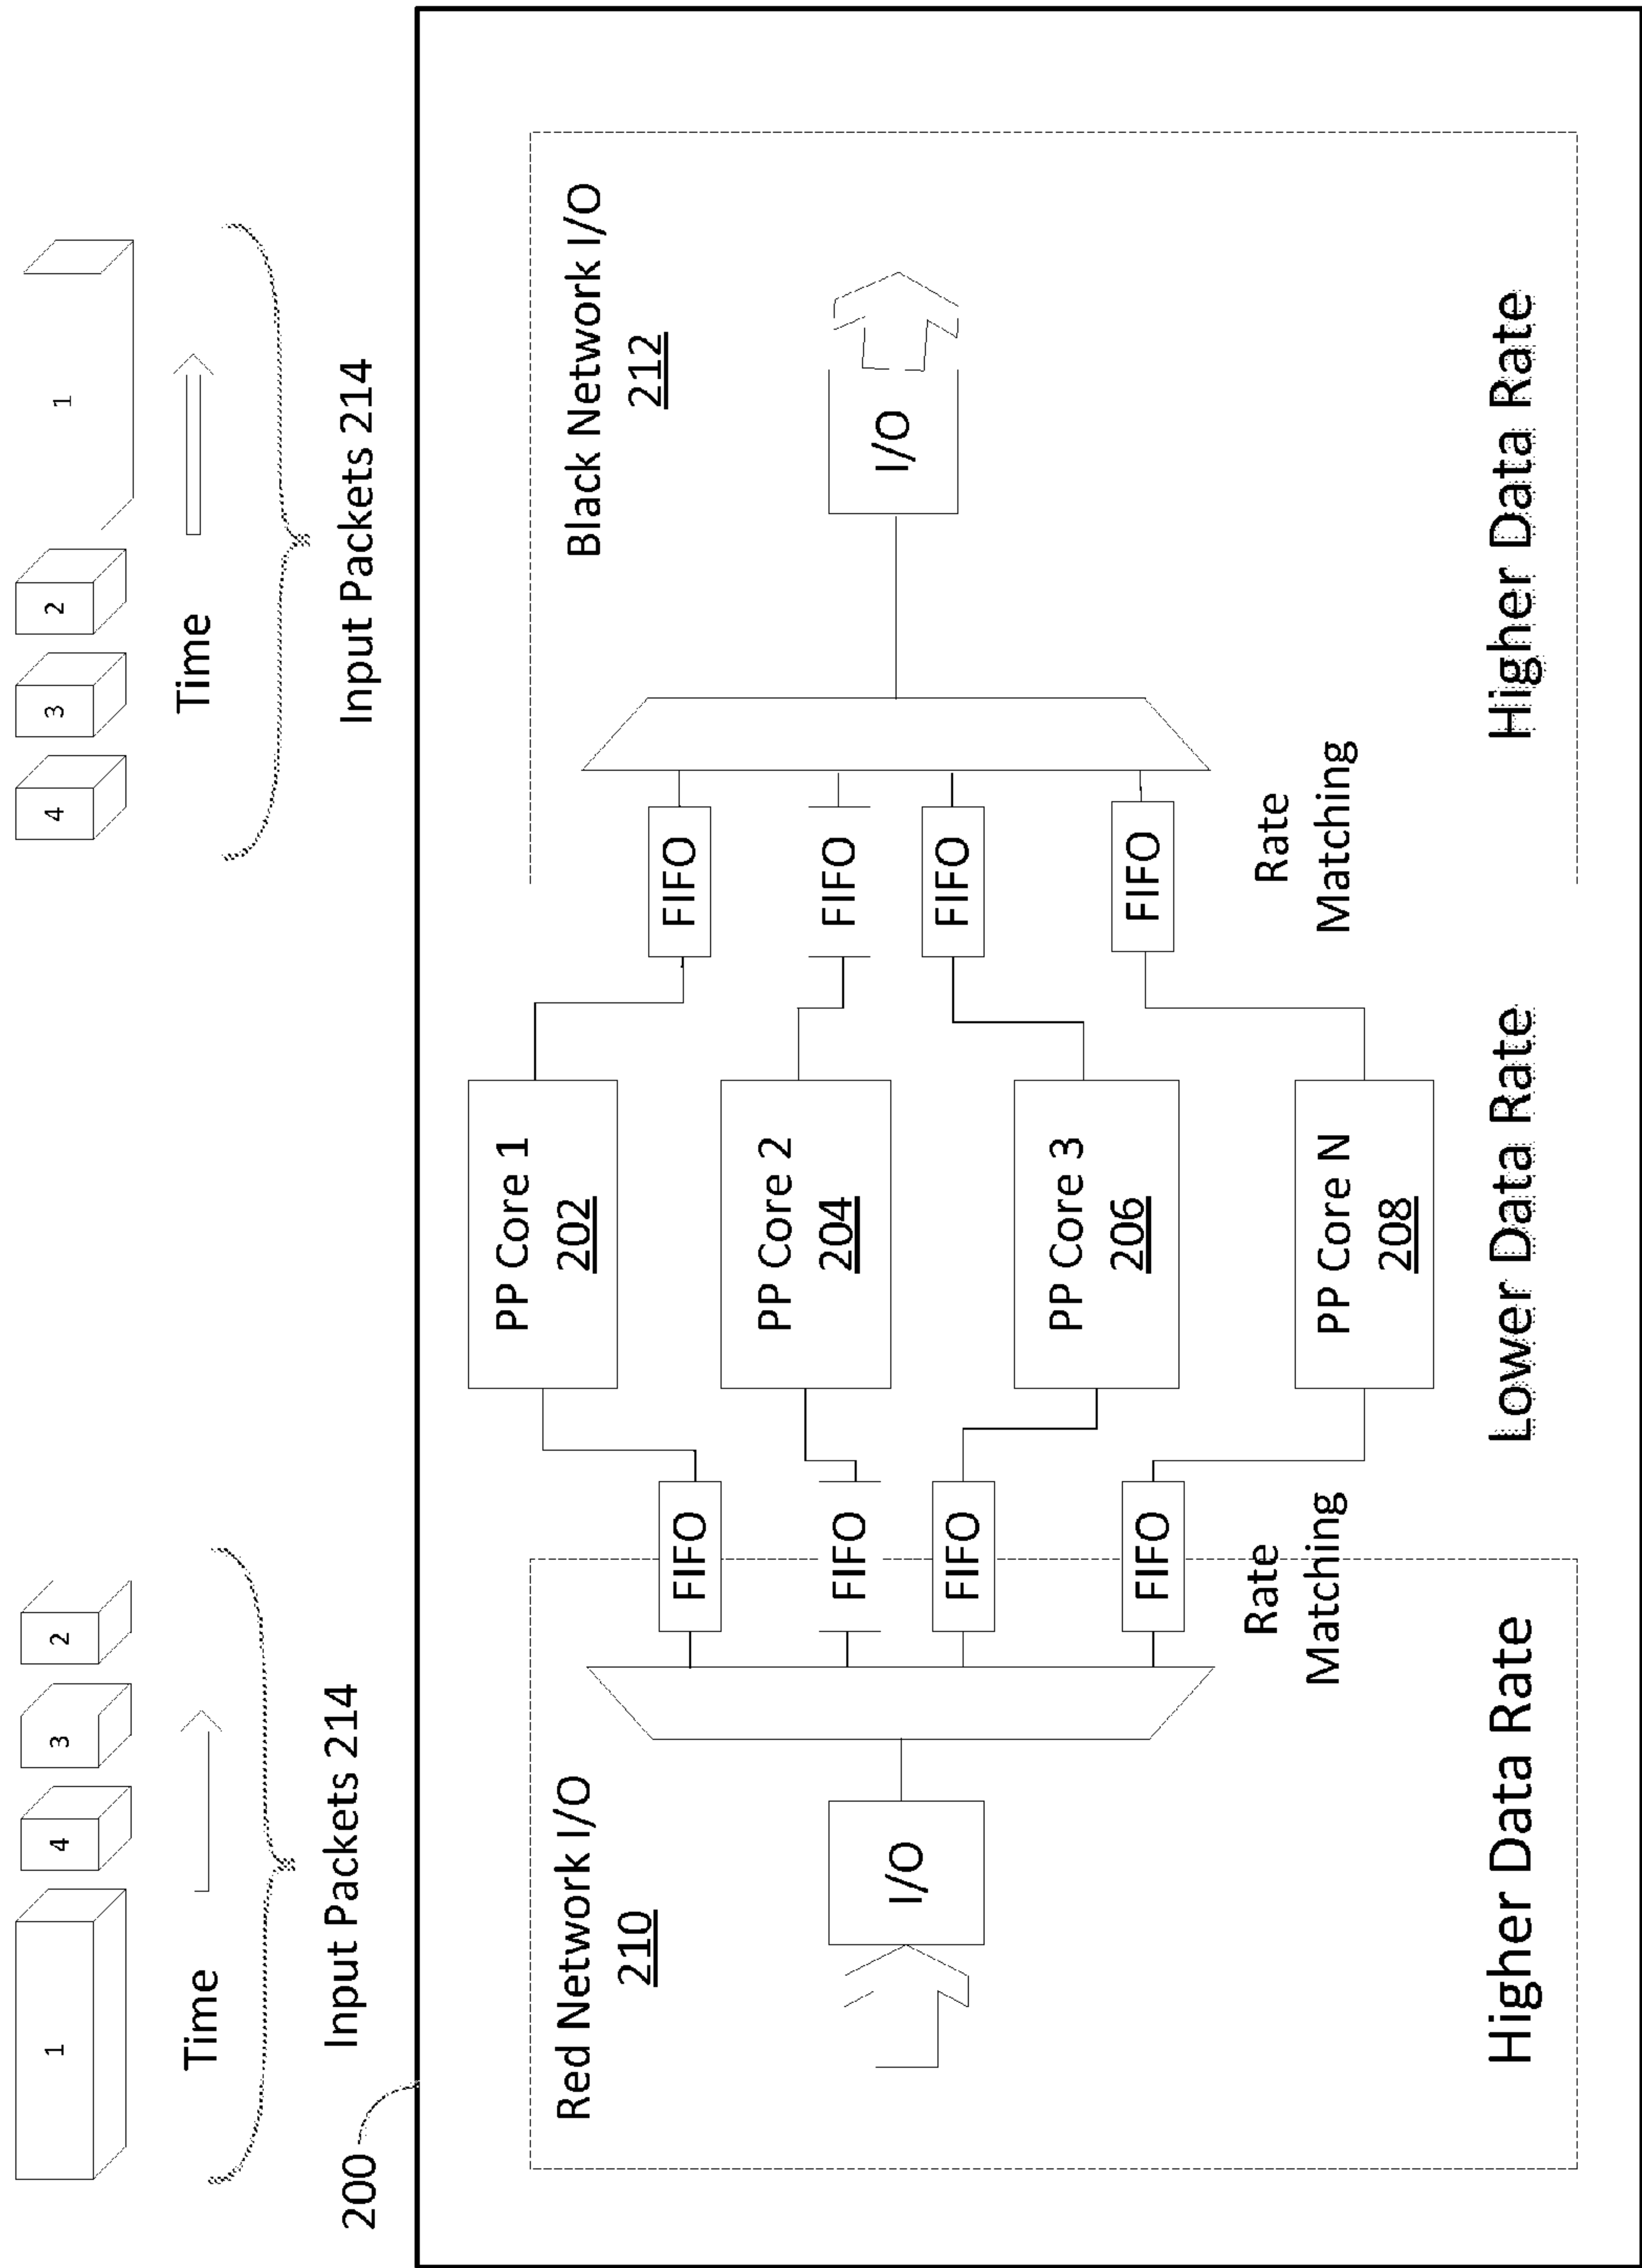 1
4
3
2
Time
Input Packets 214
4
3
2
1
Time
Input Packets 214
200
Red Network I/O
210
I/O
FIFO
FIFO
FIFO
FIFO
Rate
Matching
Higher Data Rate
PP Core 1
202
PP Core 2
204
PP Core 3
206
PP Core N
208
Lower Data Rate
FIFO
FIFO
FIFO
FIFO
Rate
Matching
Black Network I/O
212
I/O
Higher Data Rate